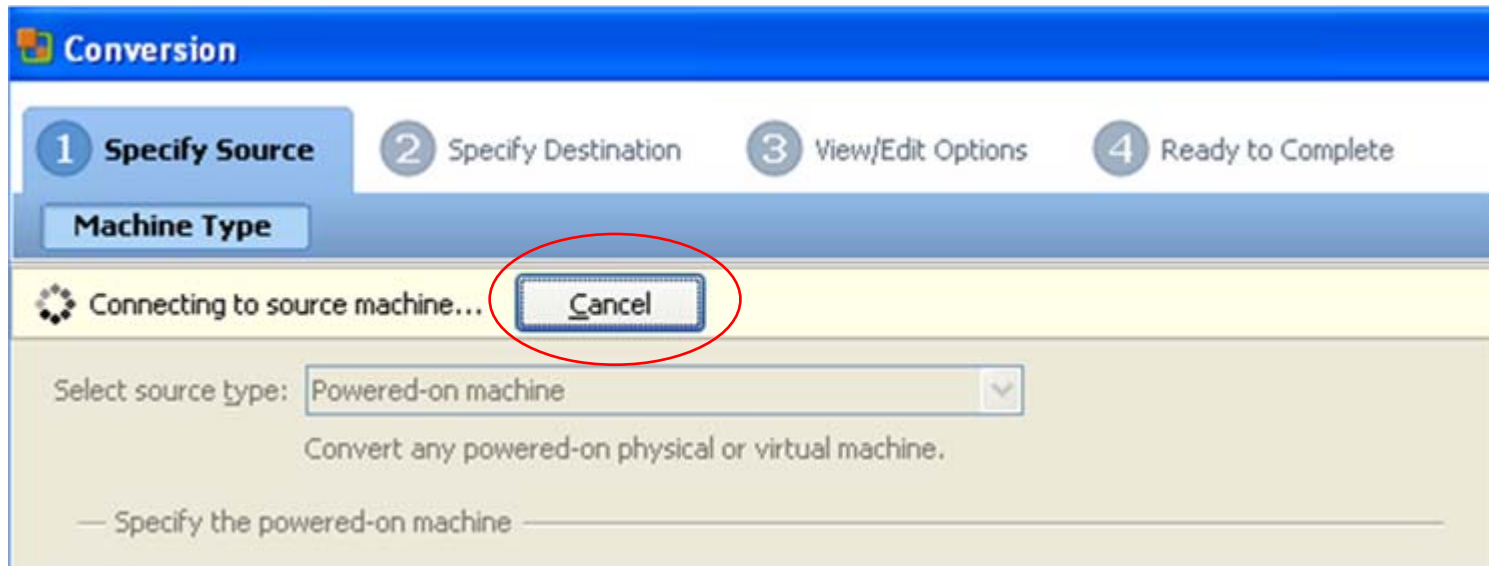 Conversion
1 Specify Source 2 Specify Destination 3 View/Edit Options 4 Ready to Complete
Machine Type
Connecting to source machine... Cancel
Select source type: Powered-on machine
Convert any powered-on physical or virtual machine.
Specify the powered-on machine